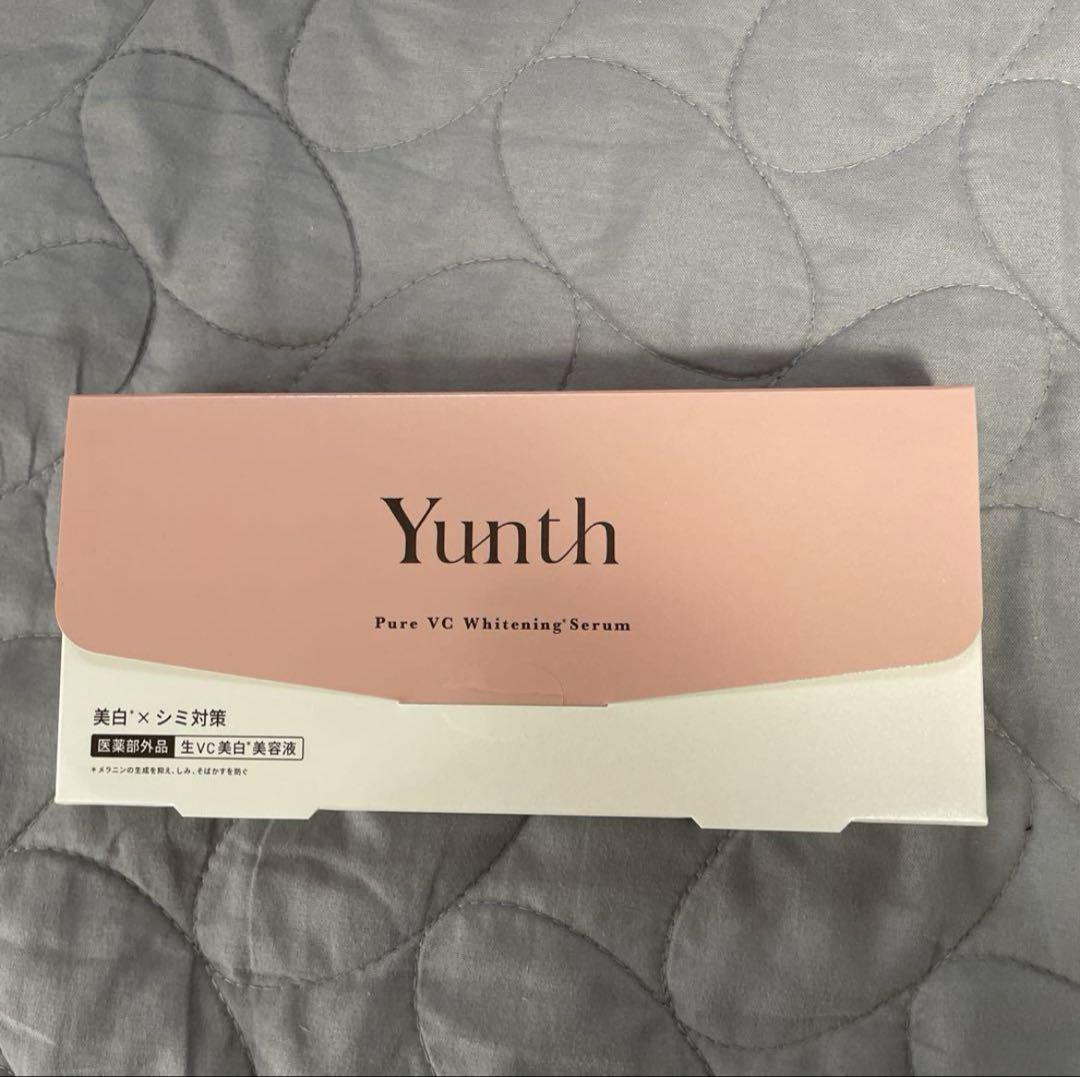 Yunth
Pure VC Whitening*Serum
美白*×シミ対策
医薬部外品 生VC美白*美容液
*メラニンの生成を抑え、しみ、そばかすを防ぐ